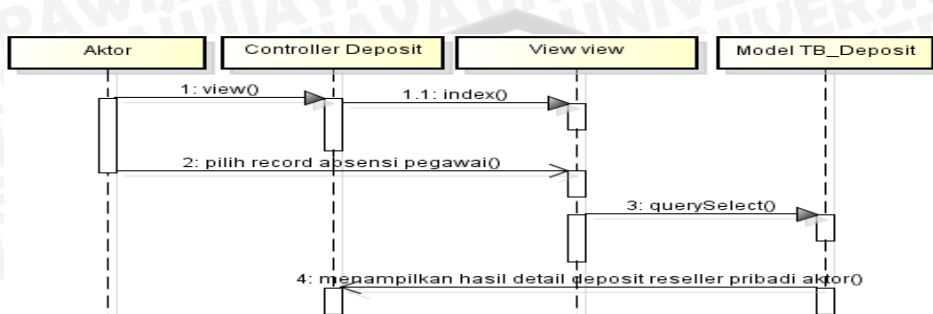 Aktor
Controller Deposit
View view
Model TB_Deposit
1: view()
1.1: index()
2: pilih record absensi pegawai()
3: querySelect()
4: menampilkan hasil detail deposit reseller pribadi aktor()